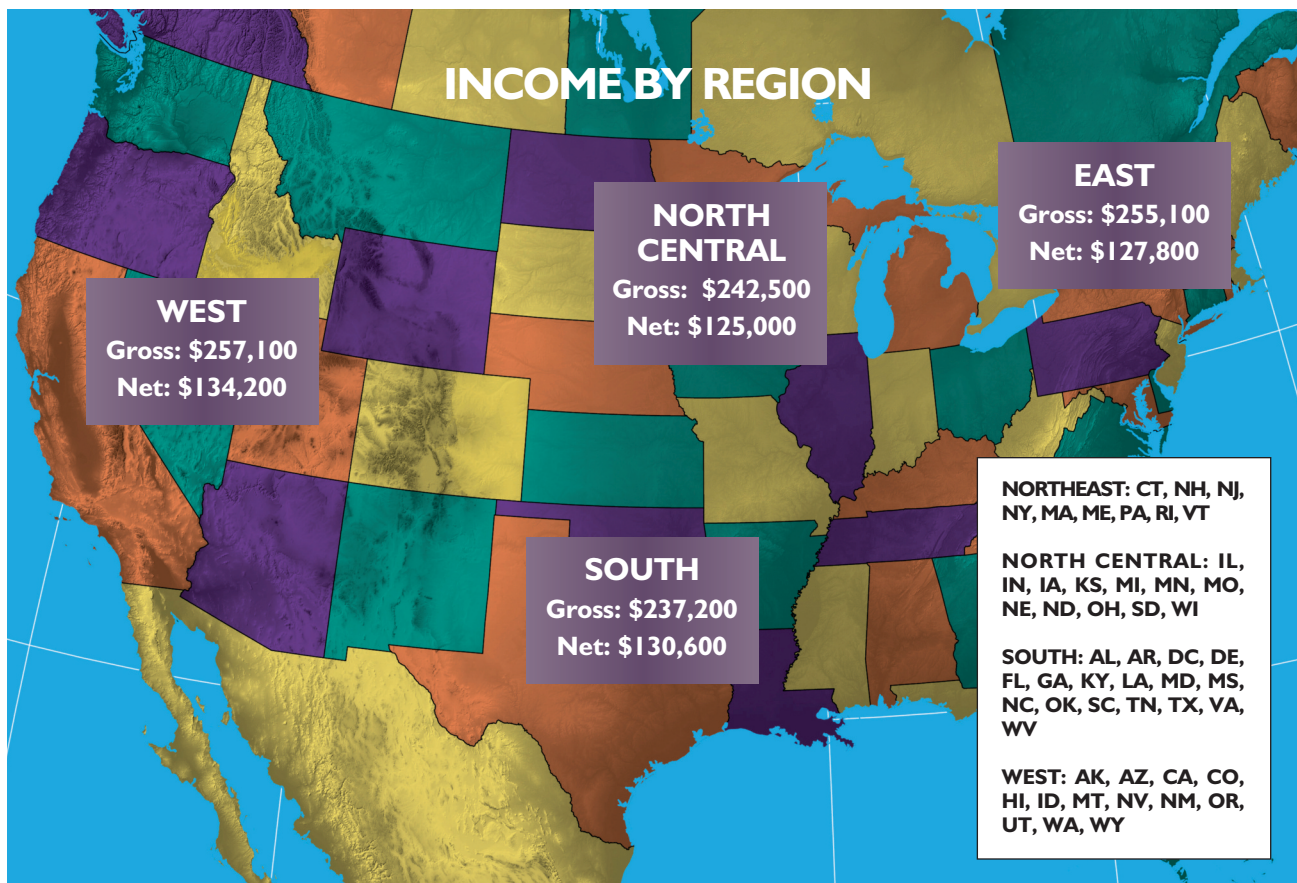 INCOME BY REGION
EAST
Gross: $255,100
Net: $127,800
NORTH
CENTRAL
Gross: $242,500
Net: $125,000
WEST
Gross: $257,100
Net: $134,200
SOUTH
Gross: $237,200
Net: $130,600
NORTHEAST: CT, NH, NJ,
NY, MA, ME, PA, RI, VT
NORTH CENTRAL: IL,
IN, IA, KS, MI, MN, MO,
NE, ND, OH, SD, WI
SOUTH: AL, AR, DC, DE,
FL, GA, KY, LA, MD, MS,
NC, OK, SC, TN, TX, VA,
WV
WEST: AK, AZ, CA, CO,
HI, ID, MT, NV, NM, OR,
UT, WA, WY